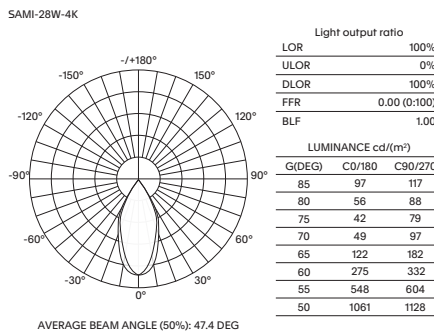 SAMI-28W-4K
-/+180°
-150° 150°
-120° 120°
-90° 90°
-60° 60°
-30° 30°
0°
AVERAGE BEAM ANGLE (50%): 47.4 DEG
Light output ratio
LOR 100%
ULOR 0%
DLOR 100%
FFR 0.00 (0:100)
BLF 1.00
LUMINANCE cd/(m²)
G(DEG) C0/180 C90/270
85 97 117
80 56 88
75 42 79
70 49 97
65 122 182
60 275 332
55 548 604
50 1061 1128